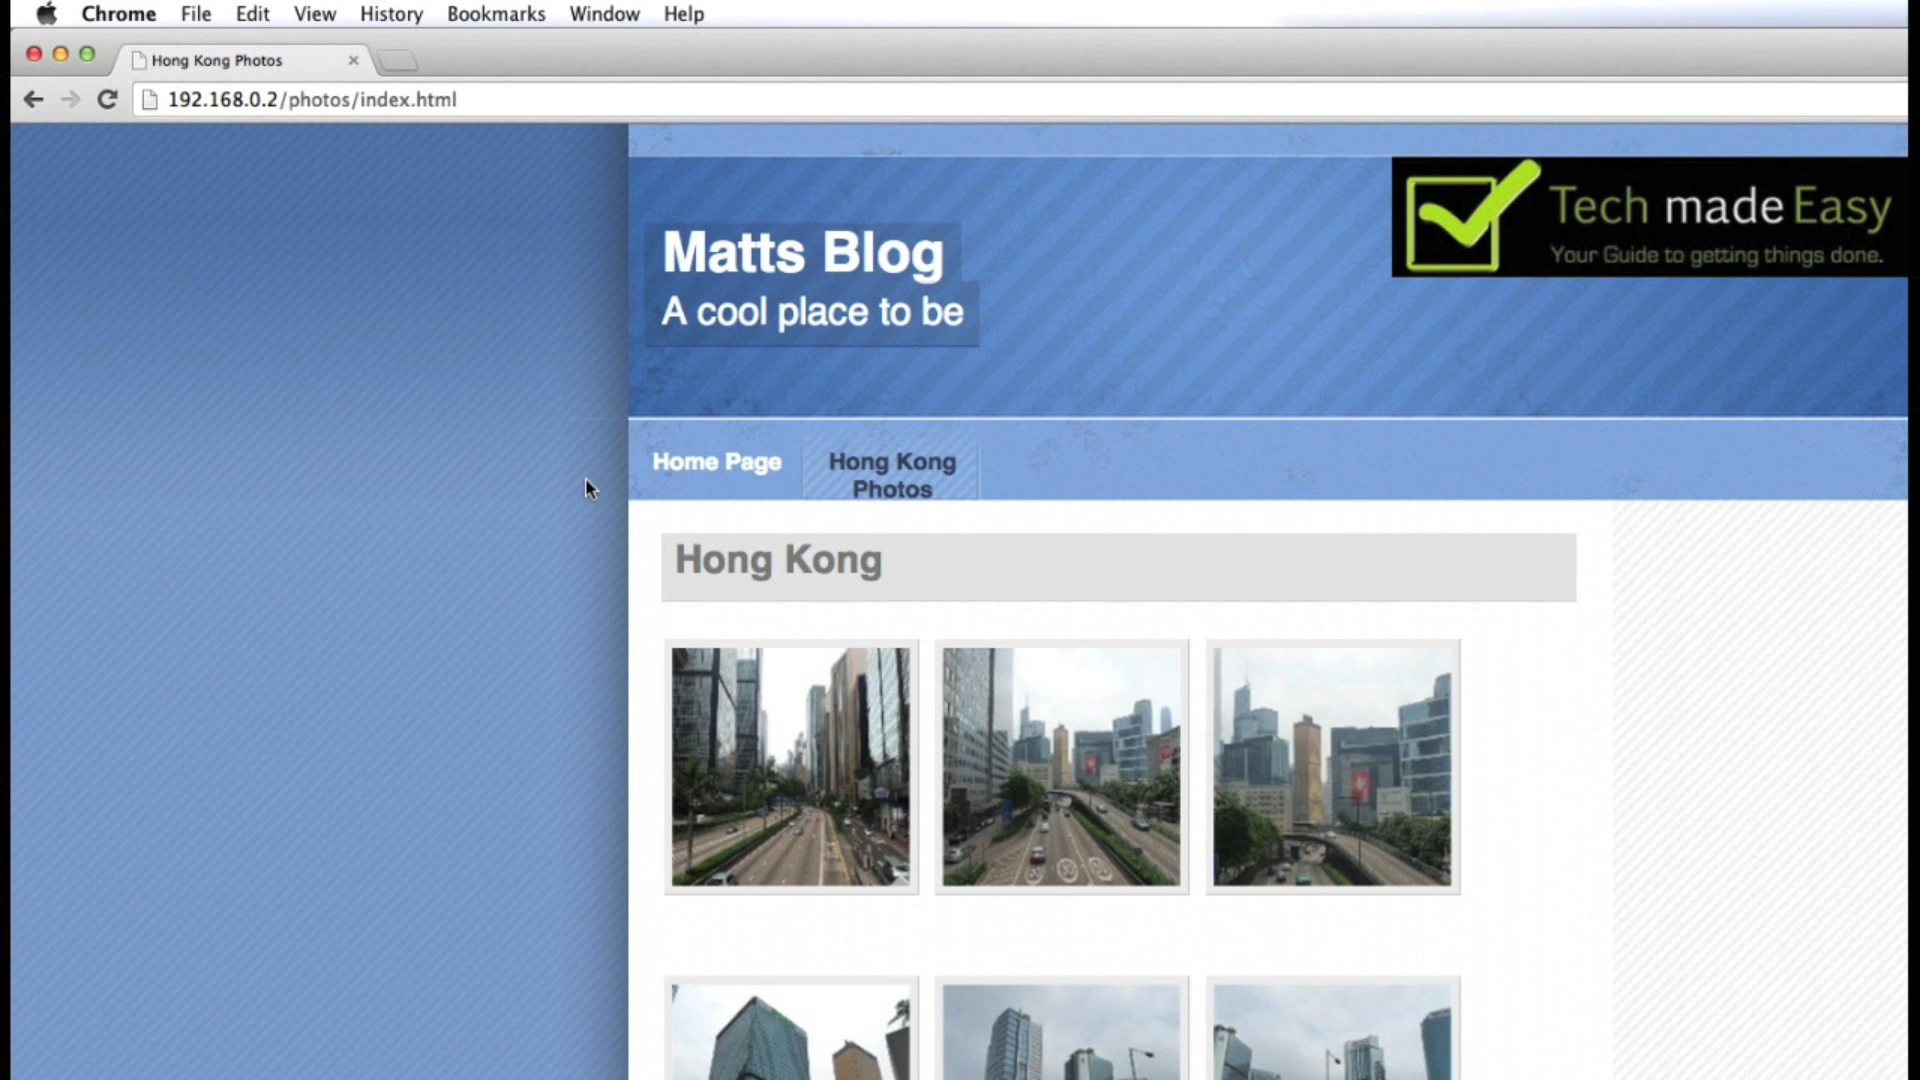 Chrome File Edit View History Bookmarks Window Help
Hong Kong Photos
192.168.0.2/photos/index.html
Tech made Easy
Your Guide to getting things done.
Matts Blog
A cool place to be
Home Page
Hong Kong
Photos
Hong Kong